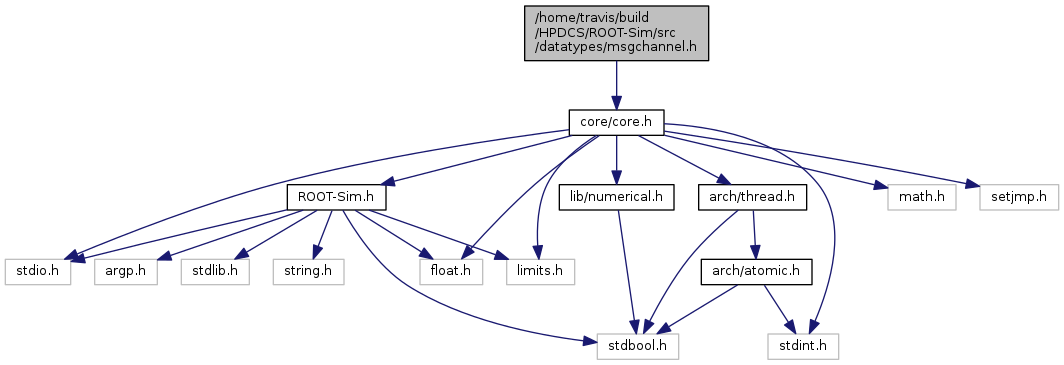 /home/travis/build
/HPDCS/ROOT-Sim/src
/datatypes/msgchannel.h
core/core.h
ROOT-Sim.h
lib/numerical.h
arch/thread.h
math.h
setjmp.h
stdio.h
argp.h
stdlib.h
string.h
float.h
limits.h
arch/atomic.h
stdbool.h
stdint.h